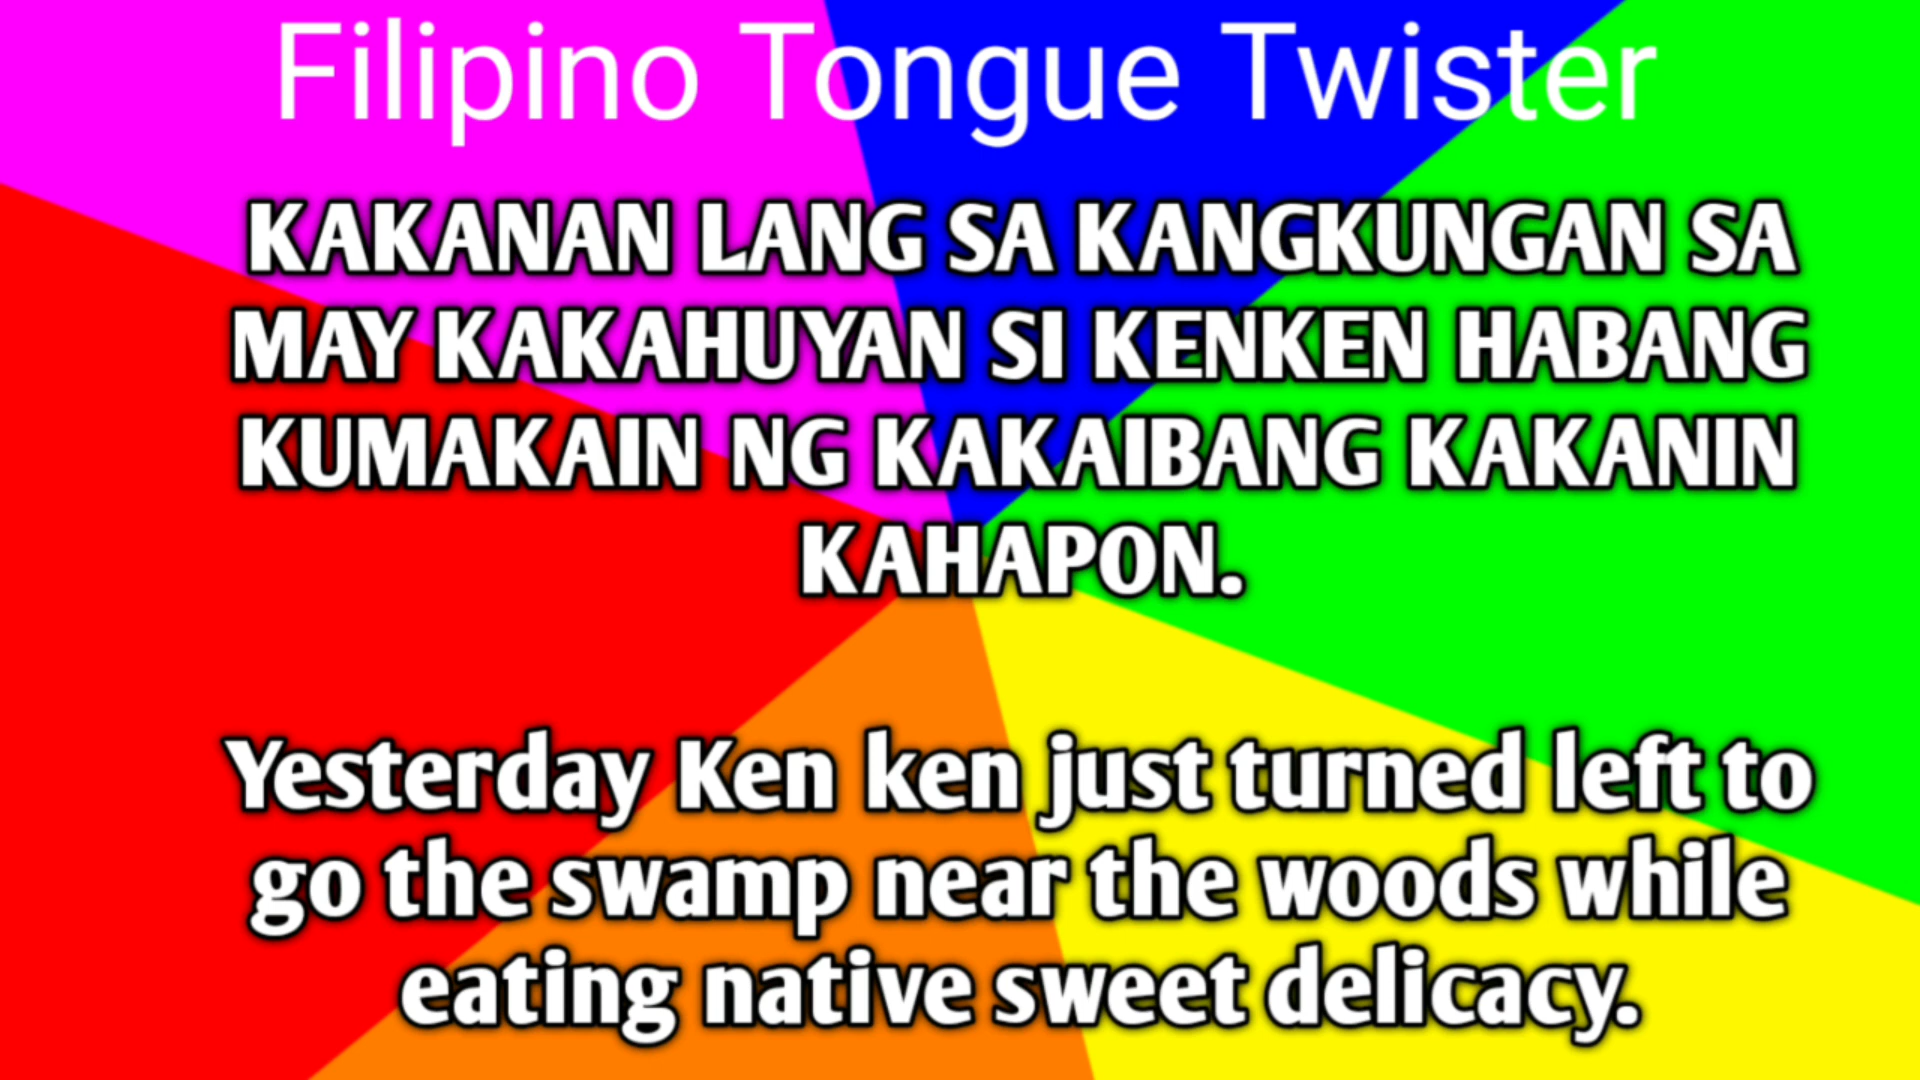 Filipino Tongue Twister
KAKANAN LANG SA KANGKUNGAN SA
MAY KAKAHUYAN SI KENKEN HABANG
KUMAKAIN NG KAKAIBANG KAKANIN
KAHAPON.
Yesterday Ken ken just turned left to
go the swamp near the woods while
eating native sweet delicacy.